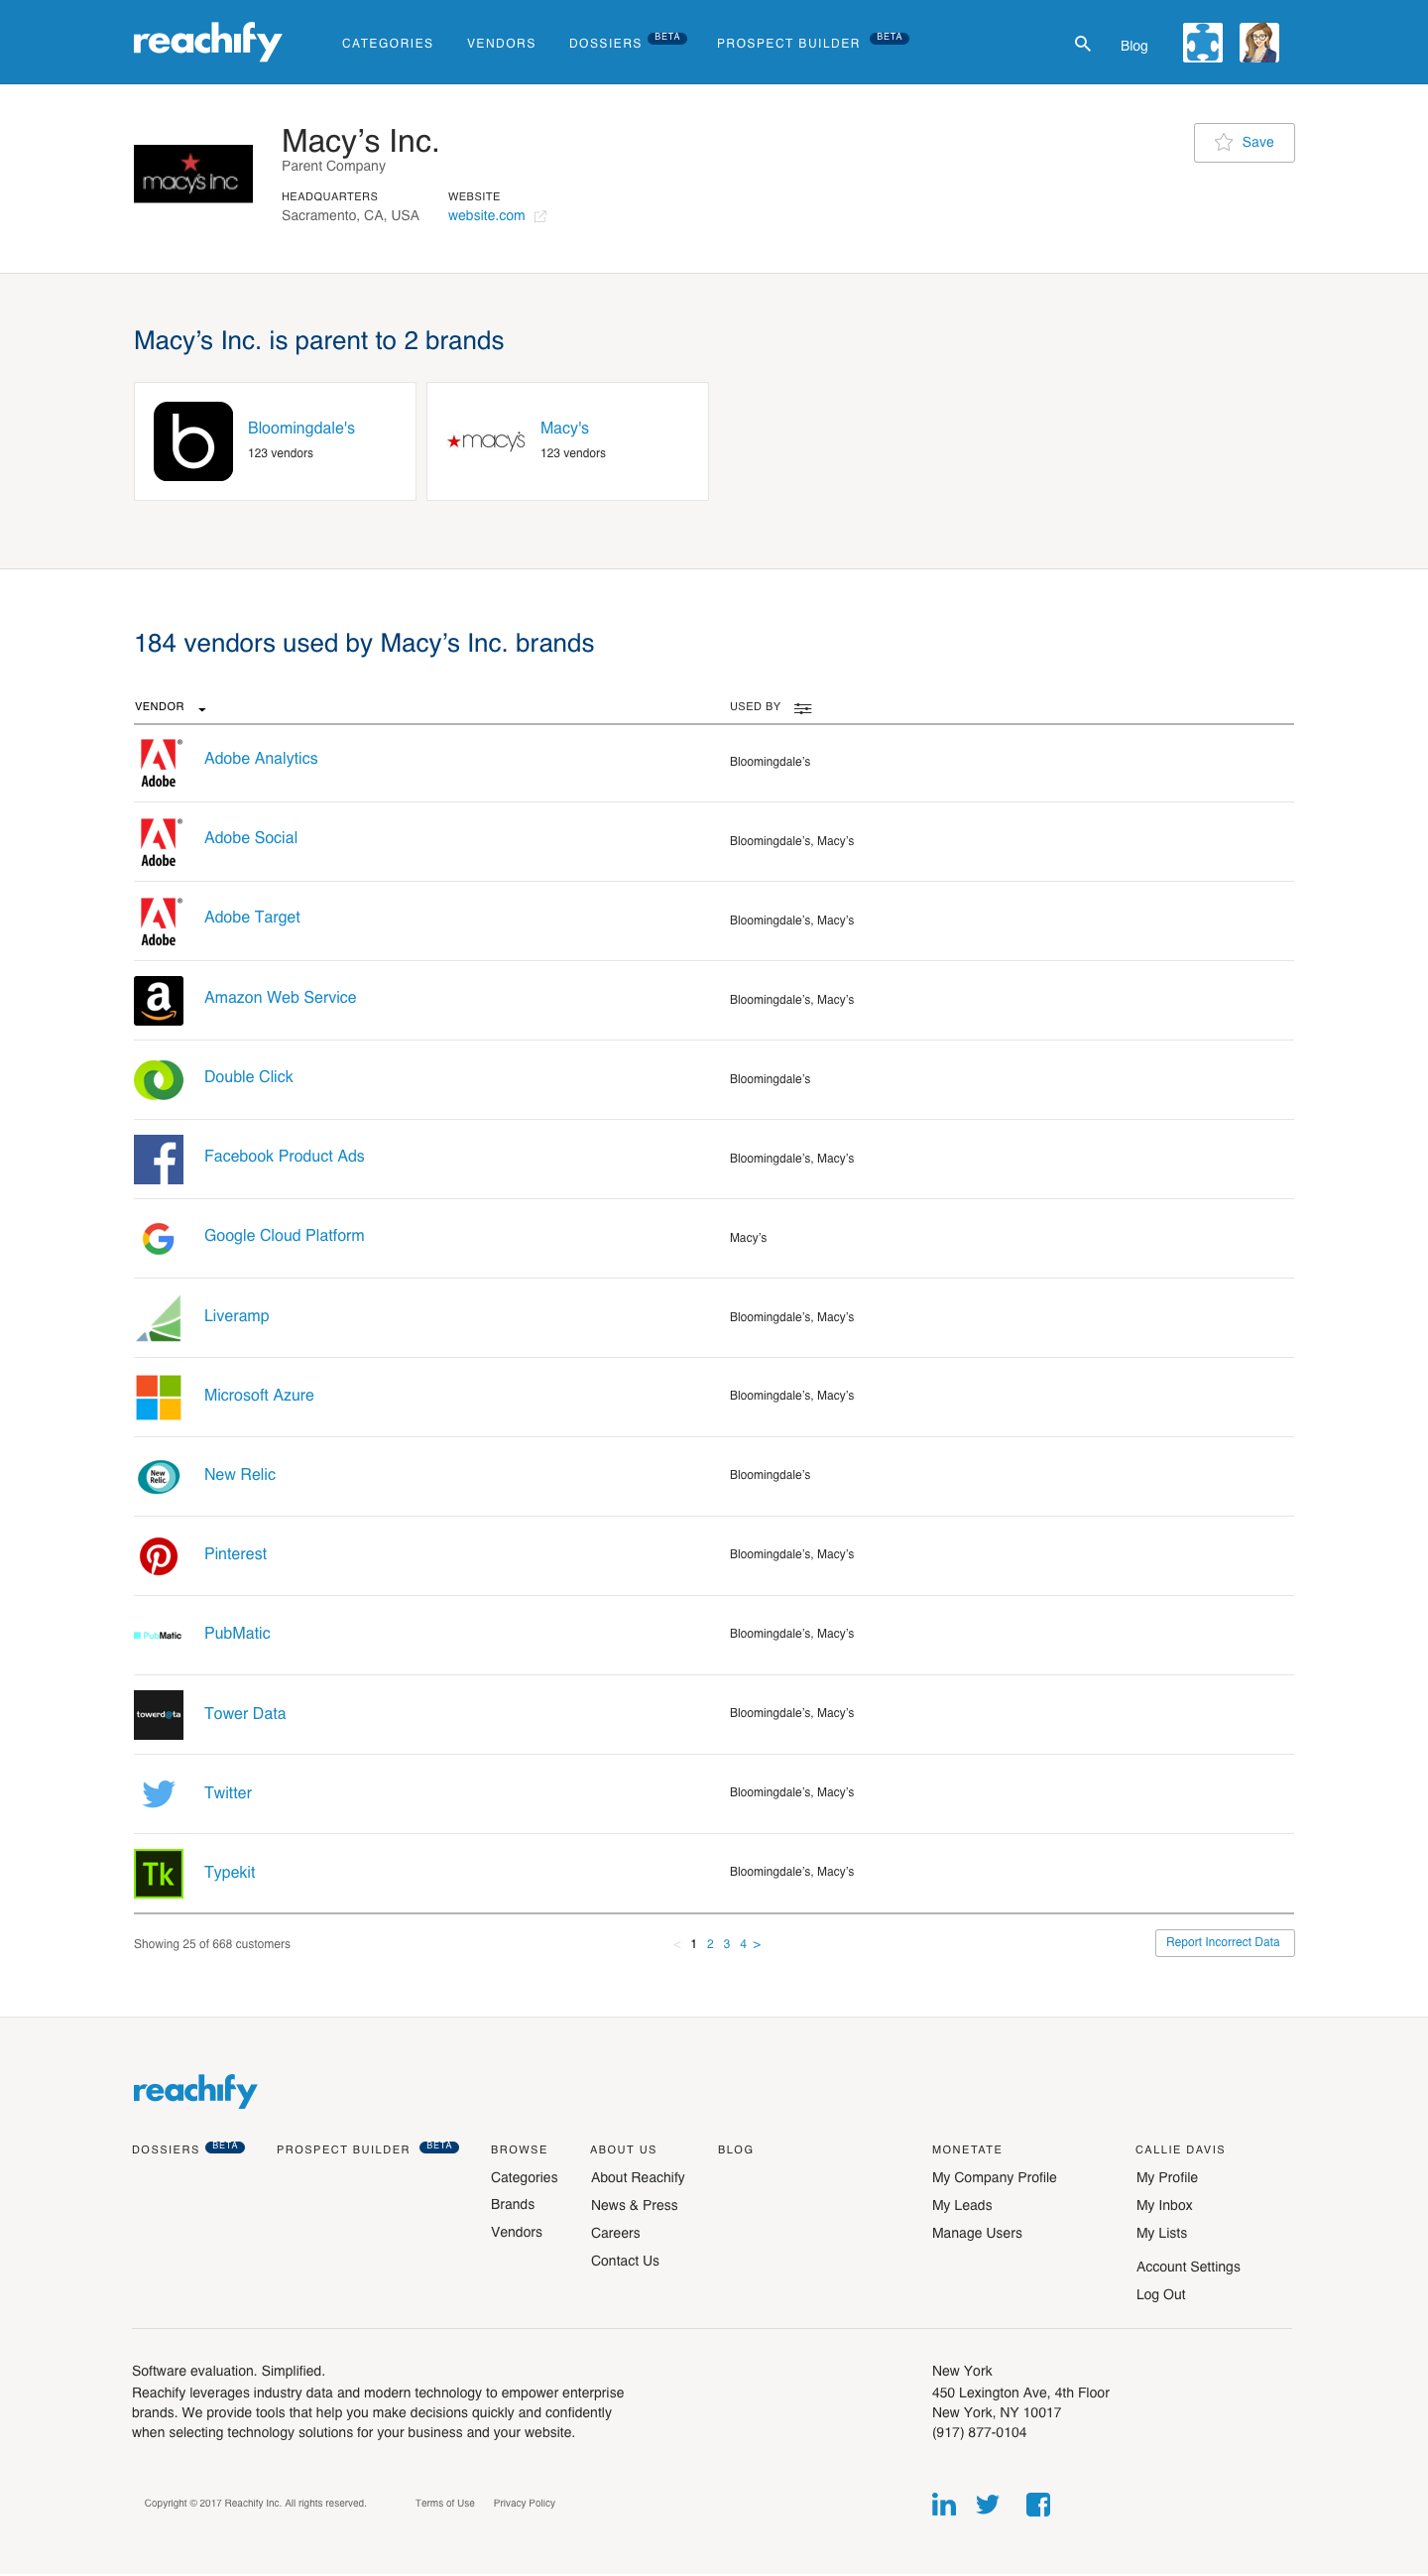 reachify
CATEGORIES VENDORS DOSSIERS BETA PROSPECT BUILDER BETA Blog
macy's inc
Macy’s Inc.
Parent Company
Save
HEADQUARTERS WEBSITE
Sacramento, CA, USA website.com
Macy’s Inc. is parent to 2 brands
b Bloomingdale's
123 vendors
macy's Macy's
123 vendors
184 vendors used by Macy’s Inc. brands
VENDOR USED BY
Adobe Adobe Analytics Bloomingdale’s
Adobe Adobe Social Bloomingdale’s, Macy’s
Adobe Adobe Target Bloomingdale’s, Macy’s
a Amazon Web Service Bloomingdale’s, Macy’s
Double Click Bloomingdale’s
f Facebook Product Ads Bloomingdale’s, Macy’s
G Google Cloud Platform Macy’s
Liveramp Bloomingdale’s, Macy’s
Microsoft Azure Bloomingdale’s, Macy’s
New Relic New Relic Bloomingdale’s
Pinterest Bloomingdale’s, Macy’s
PubMatic PubMatic Bloomingdale’s, Macy’s
towerd@ta Tower Data Bloomingdale’s, Macy’s
Twitter Bloomingdale’s, Macy’s
Tk Typekit Bloomingdale’s, Macy’s
Showing 25 of 668 customers < 1 2 3 4 > Report Incorrect Data
reachify
DOSSIERS BETA PROSPECT BUILDER BETA BROWSE ABOUT US BLOG MONETATE CALLIE DAVIS
Categories About Reachify My Company Profile My Profile
Brands News & Press My Leads My Inbox
Vendors Careers Manage Users My Lists
Contact Us Account Settings
Log Out
Software evaluation. Simplified.
Reachify leverages industry data and modern technology to empower enterprise
brands. We provide tools that help you make decisions quickly and confidently
when selecting technology solutions for your business and your website.
New York
450 Lexington Ave, 4th Floor
New York, NY 10017
(917) 877-0104
Copyright © 2017 Reachify Inc. All rights reserved. Terms of Use Privacy Policy
in f